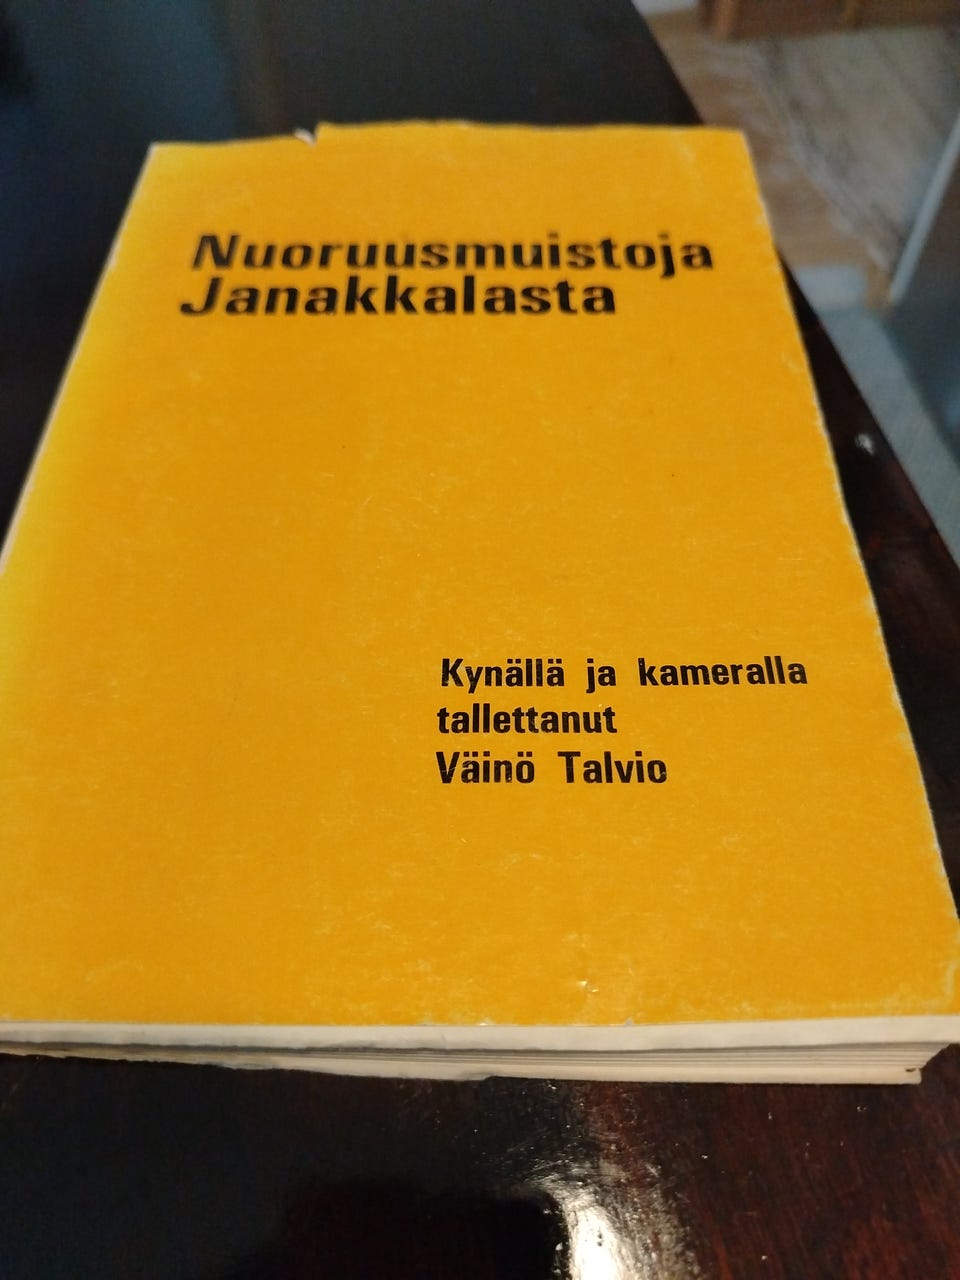 Nuoruusmuistoja
Janakkalasta
Kynällä ja kameralla
tallettanut
Väinö Talvio